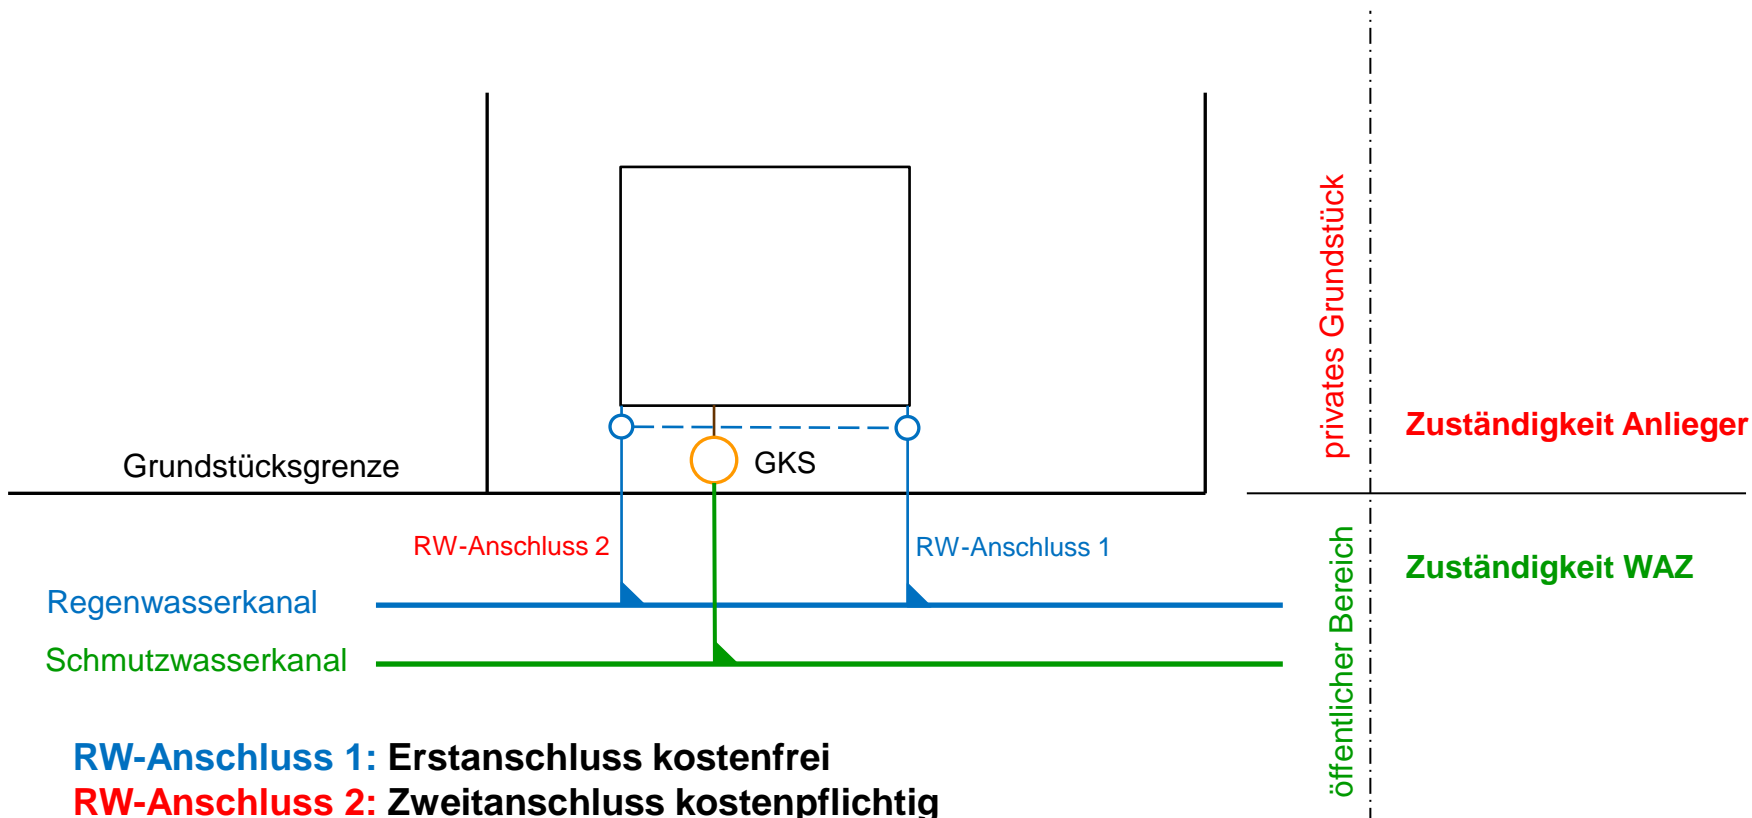 privates Grundstück
Zuständigkeit Anlieger
Grundstücksgrenze
GKS
RW-Anschluss 2
RW-Anschluss 1
öffentlicher Bereich
Zuständigkeit WAZ
Regenwasserkanal
Schmutzwasserkanal
RW-Anschluss 1: Erstanschluss kostenfrei
RW-Anschluss 2: Zweitanschluss kostenpflichtig